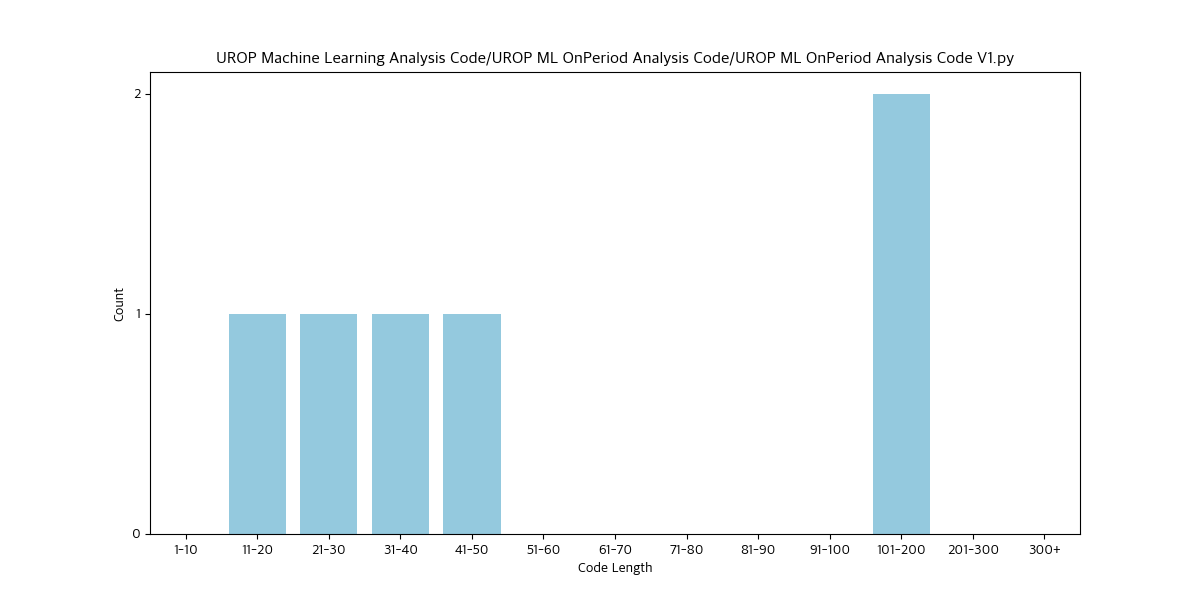 UROP Machine Learning Analysis Code/UROP ML OnPeriod Analysis Code/UROP ML OnPeriod Analysis Code V1.py
2
1
0
Count
1-10 11-20 21-30 31-40 41-50 51-60 61-70 71-80 81-90 91-100 101-200 201-300 300+
Code Length